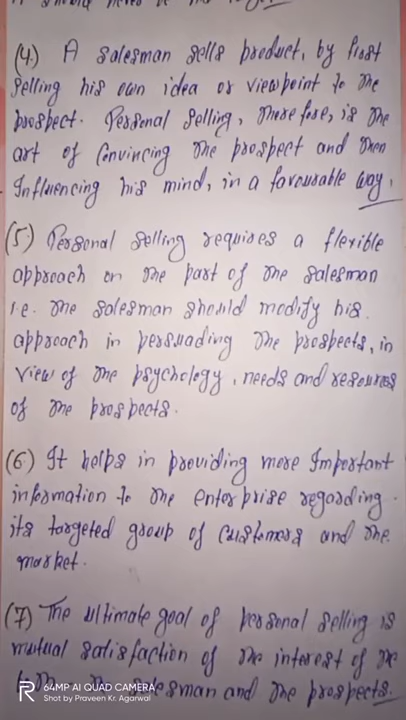 (4.) A salesman sells product, by first
selling his own idea or viewpoint to the
prospect. Personal Selling, therefore, is the
art of Convincing the prospect and then
Influencing his mind, in a favourable way.
(5) Personal selling requires a flexible
approach on the part of the salesman
i.e. the salesman should modify his
approach in persuading the prospects, in
view of the psychology, needs and resources
of the prospects.
(6) It helps in providing more Important
information to the enterprise regarding
its targeted group of Customers and the
market.
(7) The ultimate goal of personal selling is
mutual satisfaction of the interest of the
salesman and the prospects.
64MP AI QUAD CAMERA
Shot by Praveen Kr. Agarwal